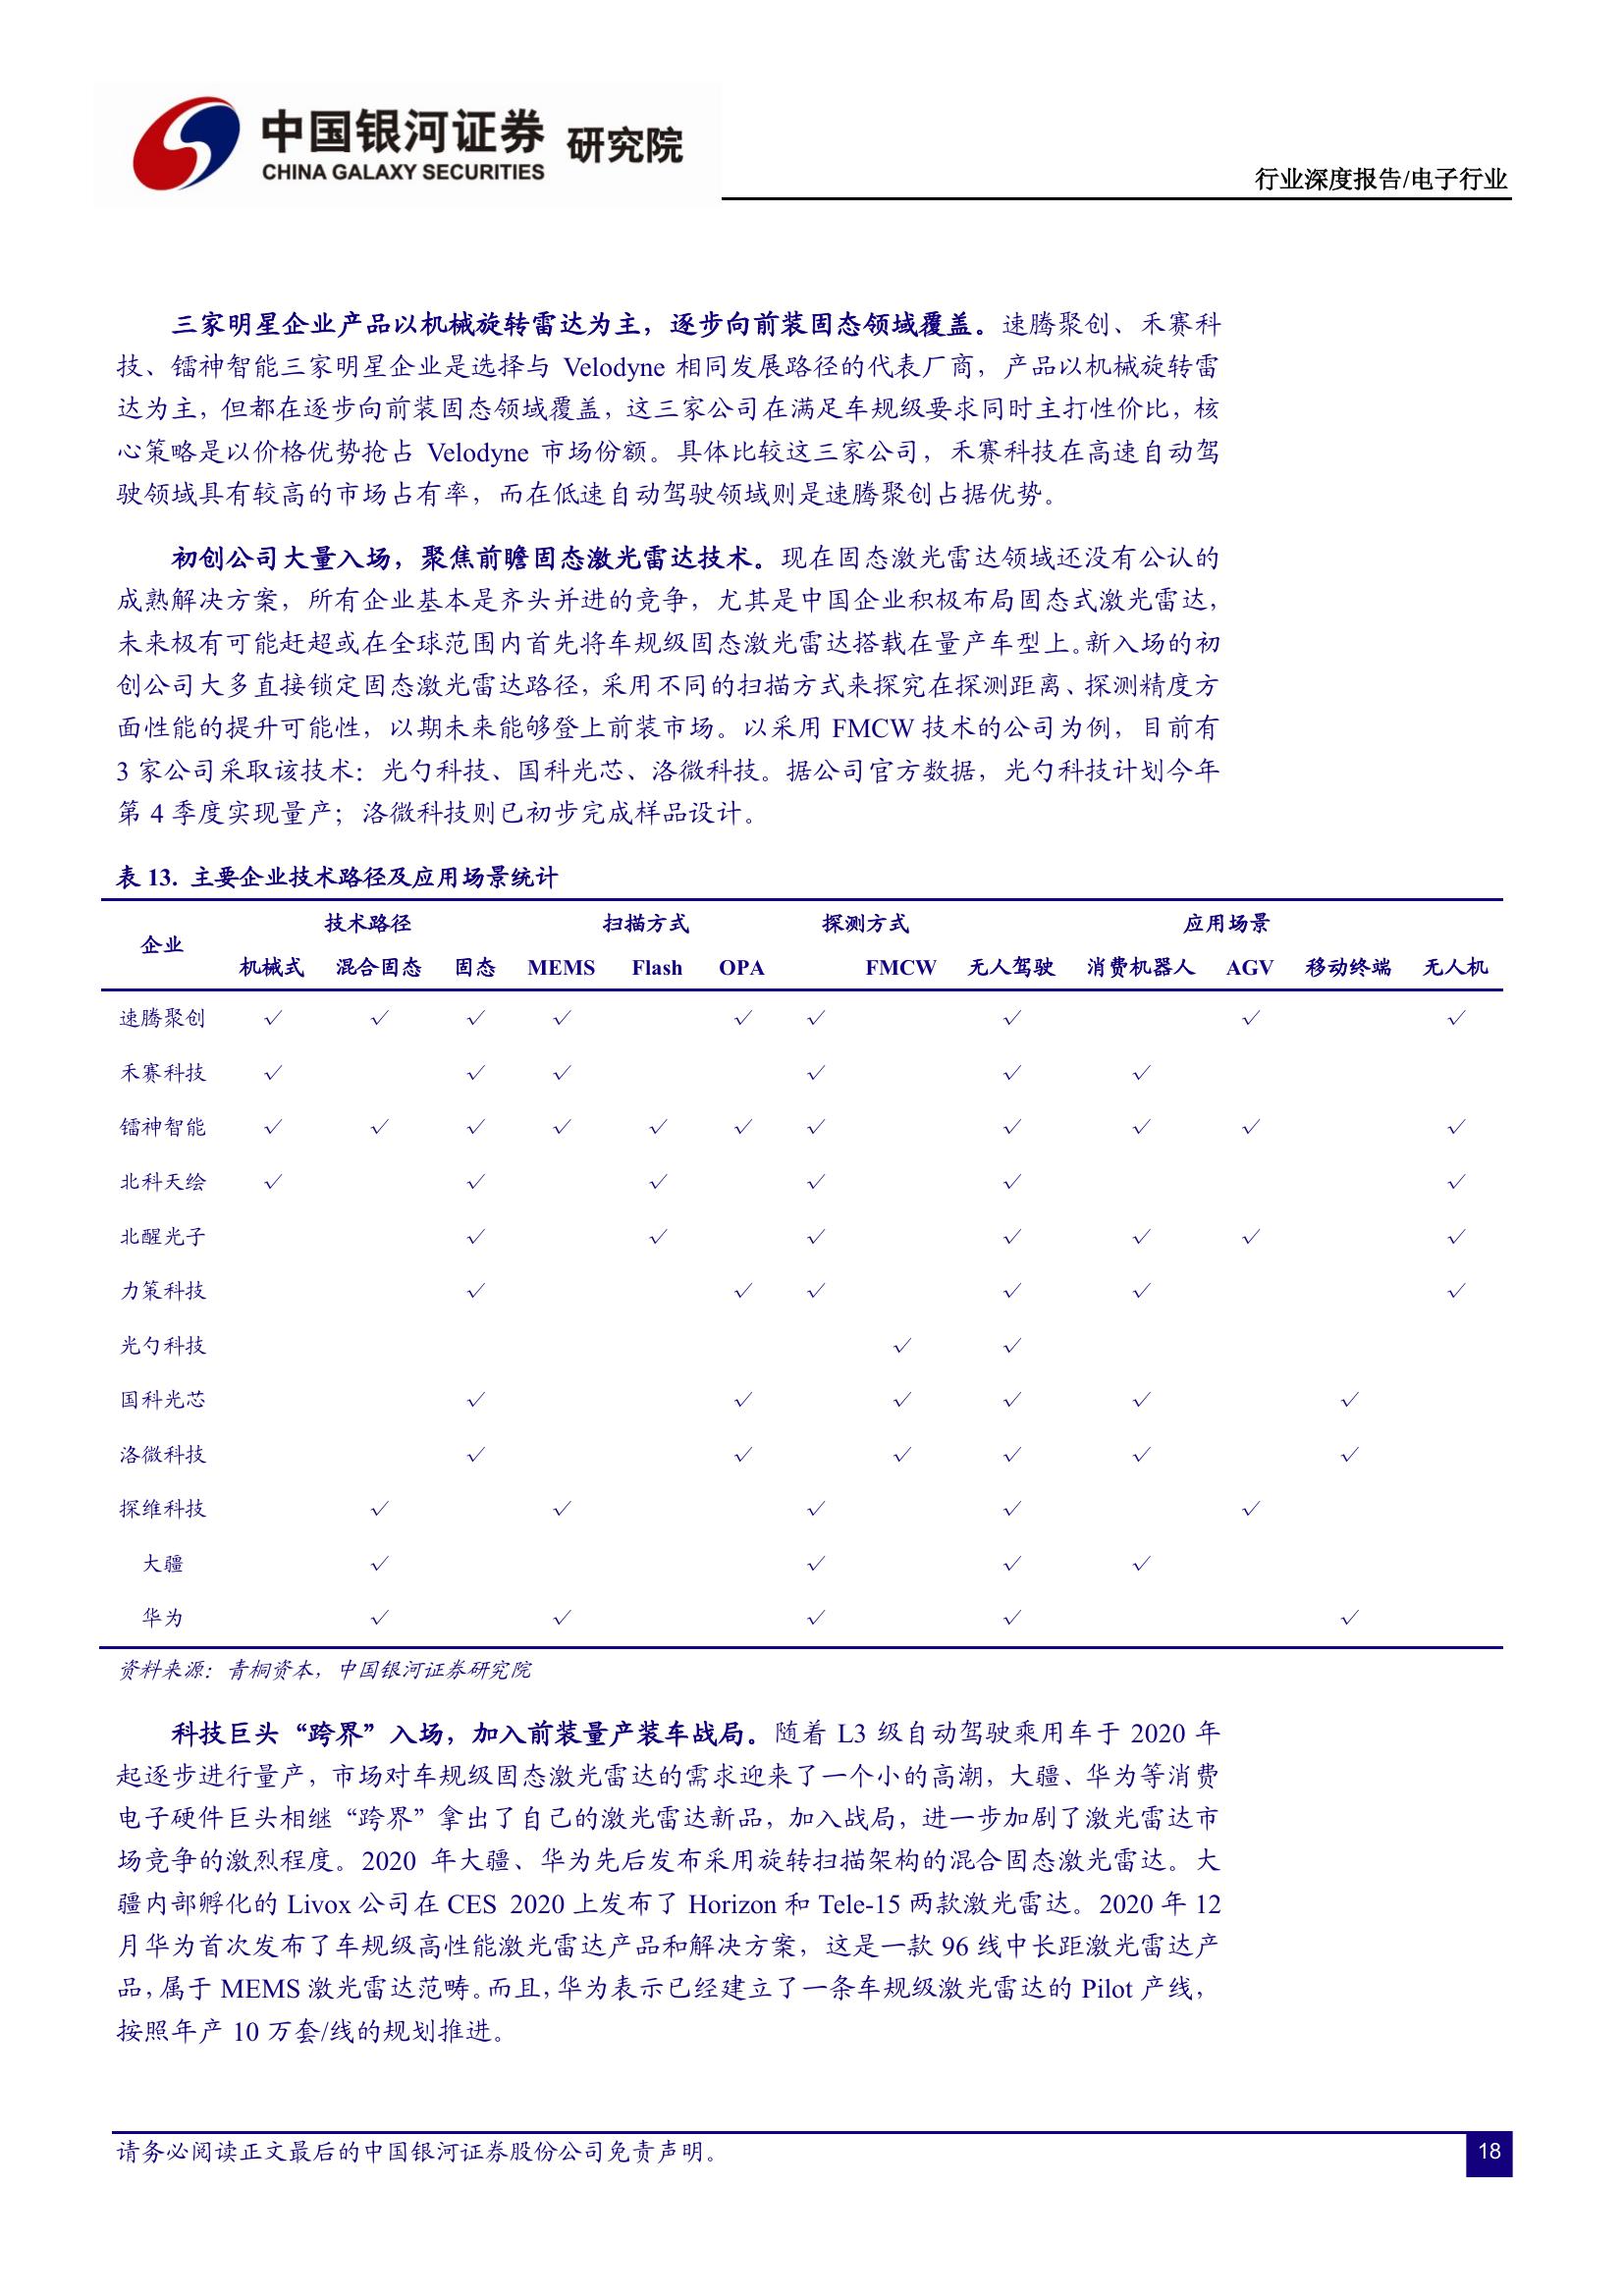 中国银河证券 研究院
CHINA GALAXY SECURITIES
行业深度报告/电子行业
三家明星企业产品以机械旋转雷达为主，逐步向前装固态领域覆盖。速腾聚创、禾赛科
技、镭神智能三家明星企业是选择与 Velodyne 相同发展路径的代表厂商，产品以机械旋转雷
达为主，但都在逐步向前装固态领域覆盖，这三家公司在满足车规级要求同时主打性价比，核
心策略是以价格优势抢占 Velodyne 市场份额。具体比较这三家公司，禾赛科技在高速自动驾
驶领域具有较高的市场占有率，而在低速自动驾驶领域则是速腾聚创占据优势。
初创公司大量入场，聚焦前瞻固态激光雷达技术。现在固态激光雷达领域还没有公认的
成熟解决方案，所有企业基本是齐头并进的竞争，尤其是中国企业积极布局固态式激光雷达，
未来极有可能赶超或在全球范围内首先将车规级固态激光雷达搭载在量产车型上。新入场的初
创公司大多直接锁定固态激光雷达路径，采用不同的扫描方式来探究在探测距离、探测精度方
面性能的提升可能性，以期未来能够登上前装市场。以采用 FMCW 技术的公司为例，目前有
3 家公司采取该技术：光勺科技、国科光芯、洛微科技。据公司官方数据，光勺科技计划今年
第 4 季度实现量产；洛微科技则已初步完成样品设计。
表 13. 主要企业技术路径及应用场景统计
企业 技术路径 扫描方式 探测方式 应用场景
机械式 混合固态 固态 MEMS Flash OPA FMCW 无人驾驶 消费机器人 AGV 移动终端 无人机
速腾聚创 √ √ √ √ √ √ √ √ √
禾赛科技 √ √ √ √ √ √
镭神智能 √ √ √ √ √ √ √ √ √ √ √
北科天绘 √ √ √ √ √ √
北醒光子 √ √ √ √ √ √ √
力策科技 √ √ √ √ √ √
光勺科技 √ √
国科光芯 √ √ √ √ √ √
洛微科技 √ √ √ √ √ √
探维科技 √ √ √ √ √
大疆 √ √ √ √
华为 √ √ √ √ √
资料来源：青桐资本，中国银河证券研究院
科技巨头“跨界”入场，加入前装量产装车战局。随着 L3 级自动驾驶乘用车于 2020 年
起逐步进行量产，市场对车规级固态激光雷达的需求迎来了一个小的高潮，大疆、华为等消费
电子硬件巨头相继“跨界”拿出了自己的激光雷达新品，加入战局，进一步加剧了激光雷达市
场竞争的激烈程度。2020 年大疆、华为先后发布采用旋转扫描架构的混合固态激光雷达。大
疆内部孵化的 Livox 公司在 CES 2020 上发布了 Horizon 和 Tele-15 两款激光雷达。2020 年 12
月华为首次发布了车规级高性能激光雷达产品和解决方案，这是一款 96 线中长距激光雷达产
品，属于 MEMS 激光雷达范畴。而且，华为表示已经建立了一条车规级激光雷达的 Pilot 产线，
按照年产 10 万套/线的规划推进。
请务必阅读正文最后的中国银河证券股份公司免责声明。
18